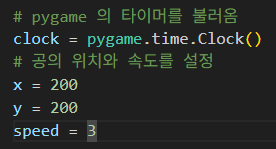 # pygame 의 타이머를 불러옴
clock = pygame.time.Clock()
# 공의 위치와 속도를 설정
x = 200
y = 200
speed = 3